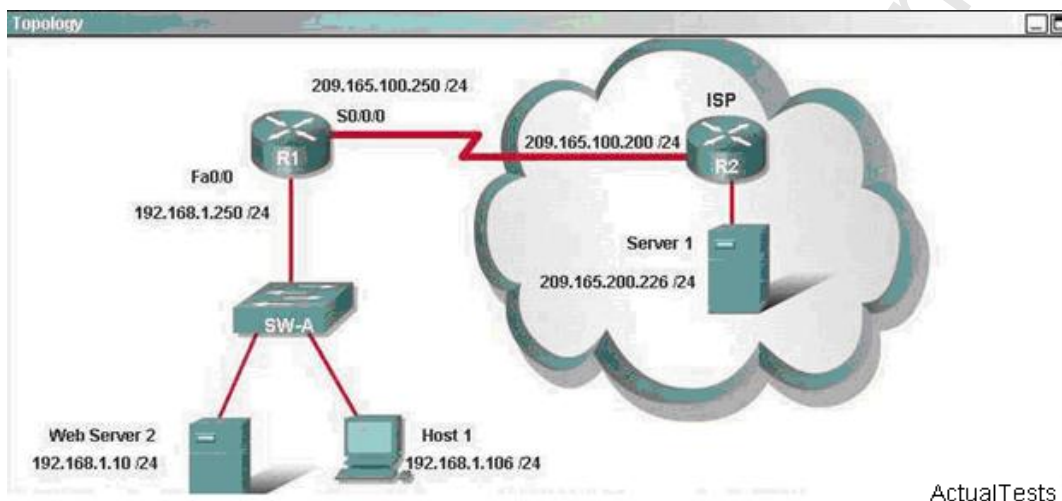 Topology
209.165.100.250 /24
S0/0/0
ISP
R1
209.165.100.200 /24
R2
Fa0/0
192.168.1.250 /24
Server 1
209.165.200.226 /24
SW-A
Web Server 2
192.168.1.10 /24
Host 1
192.168.1.106 /24
ActualTests